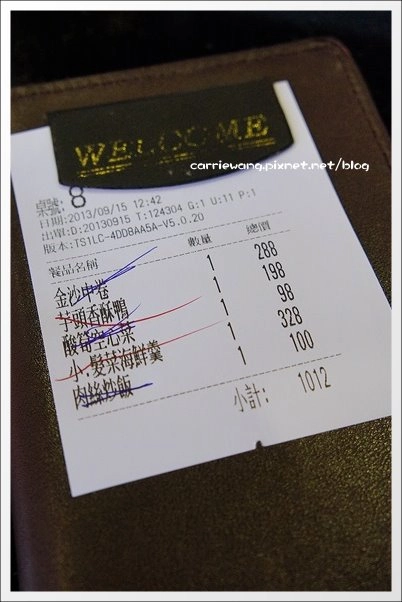 WELCOME
carriewang.pixnet.net/blog
桌號: 8
日期:2013/09/15 12:42
出單:D:20130915 T:124304 G:1 U:11 P:1
版本:TS1LC-4DD8AA5A-V5.0.20
餐品名稱 數量 總價
金沙中卷 1 288
芋頭香酥鴨 1 198
酸筍空心菜 1 98
小.髮菜海鮮羹 1 328
肉絲炒飯 1 100
小計: 1012